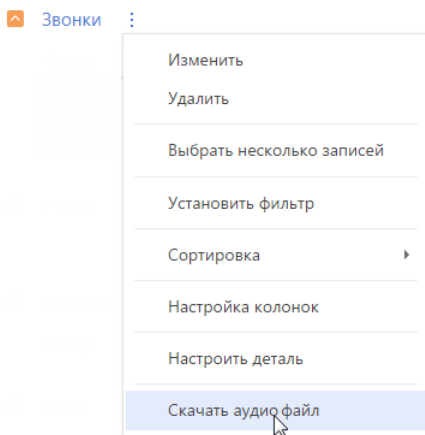 Звонки
Изменить
Удалить
Выбрать несколько записей
Установить фильтр
Сортировка
Настройка колонок
Настроить деталь
Скачать аудио файл